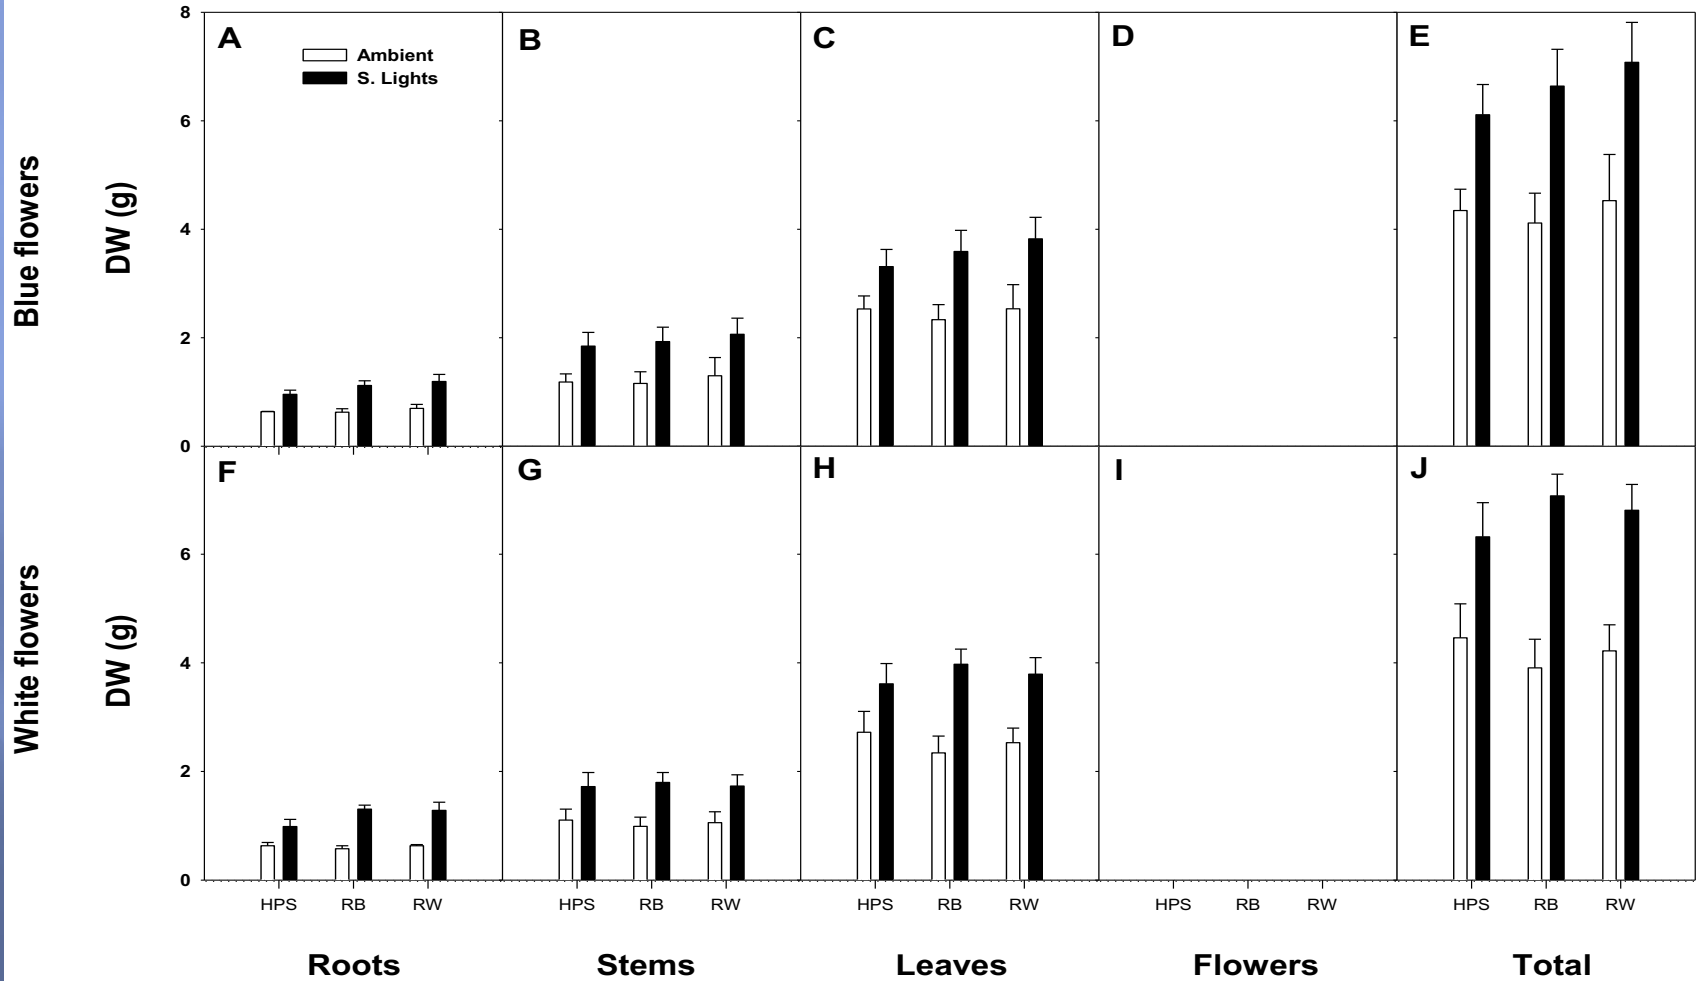 A
B
C
D
E
Ambient
S. Lights
8
6
4
2
0
DW (g)
Blue flowers
F
G
H
I
J
6
4
2
0
DW (g)
White flowers
HPS RB RW
HPS RB RW
HPS RB RW
HPS RB RW
HPS RB RW
Roots
Stems
Leaves
Flowers
Total